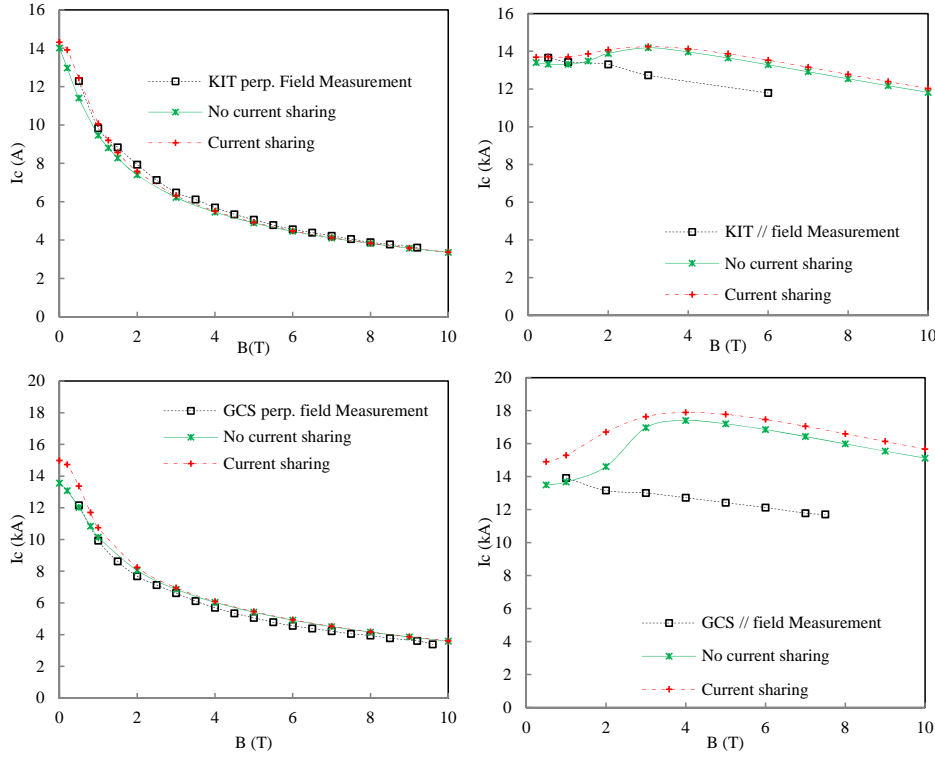 16
14
12
10
8
6
4
2
0
Ic (A)
KIT perp. Field Measurement
No current sharing
Current sharing
0 2 4 6 8 10
B(T)
16
14
12
10
8
6
4
2
0
Ic (kA)
KIT // field Measurement
No current sharing
Current sharing
0 2 4 6 8 10
B (T)
20
18
16
14
12
10
8
6
4
2
0
Ic (kA)
GCS perp. field Measurement
No current sharing
Current sharing
0 2 4 6 8 10
B (T)
20
18
16
14
12
10
8
6
4
2
0
Ic (kA)
GCS // field Measurement
No current sharing
Current sharing
0 2 4 6 8 10
B (T)